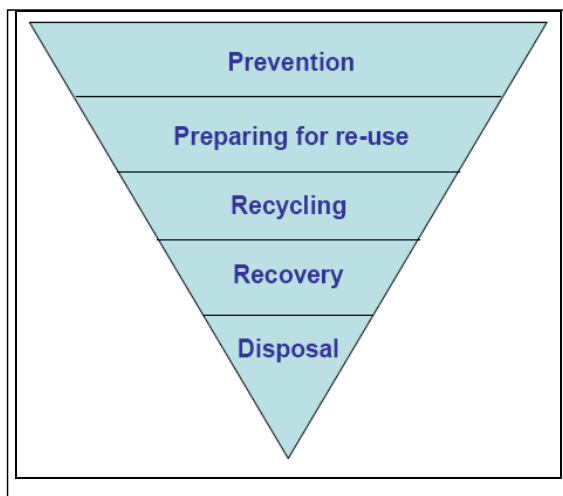 Prevention
Preparing for re-use
Recycling
Recovery
Disposal